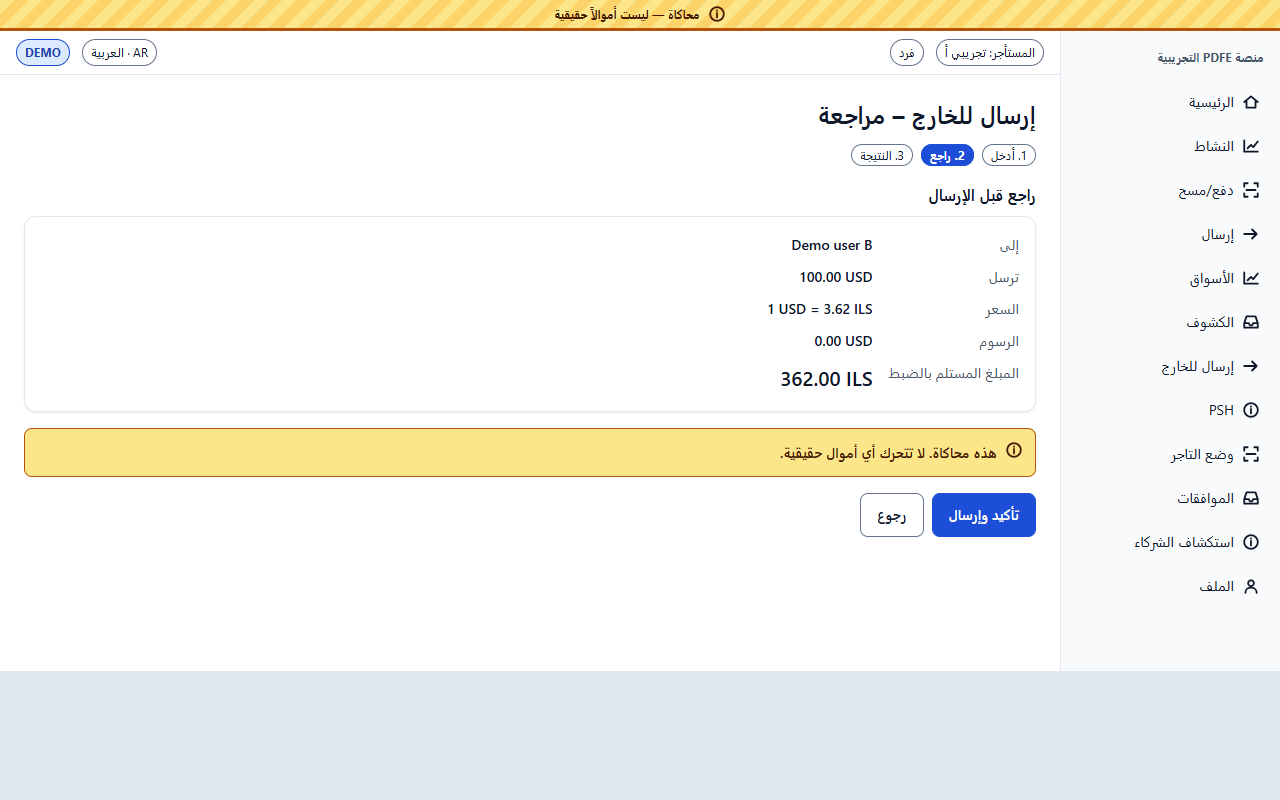 محاكاة — ليست أموالاً حقيقية
منصة PDFE التجريبية
الرئيسية
النشاط
دفع/مسح
إرسال
الأسواق
الكشوف
إرسال للخارج
PSH
وضع التاجر
الموافقات
استكشاف الشركاء
الملف
المستأجر: تجريبي أ
فرد
AR · العربية
DEMO
إرسال للخارج – مراجعة
1. أدخل
2. راجع
3. النتيجة
راجع قبل الإرسال
إلى Demo user B
ترسل 100.00 USD
السعر 1 USD = 3.62 ILS
الرسوم 0.00 USD
المبلغ المستلم بالضبط 362.00 ILS
هذه محاكاة. لا تتحرك أي أموال حقيقية.
تأكيد وإرسال
رجوع